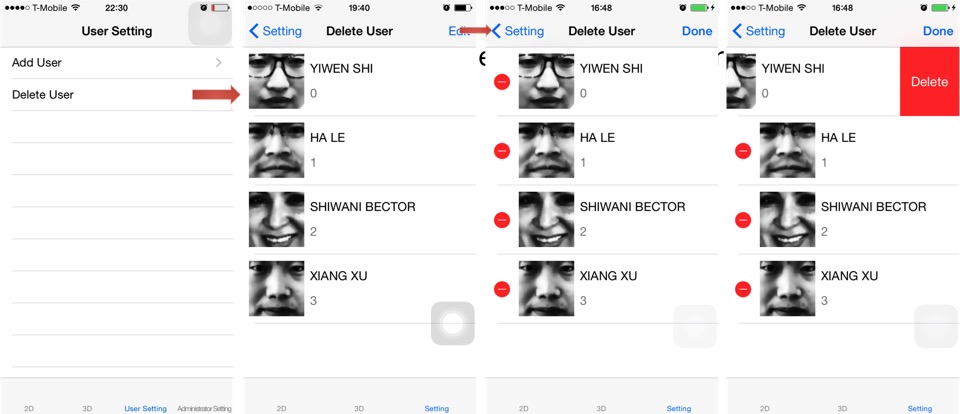 T-Mobile 22:30
User Setting
Add User
Delete User
2D 3D User Setting Administrator Setting
T-Mobile 19:40
Setting Delete User Edit
YIWEN SHI
0
HA LE
1
SHIWANI BECTOR
2
XIANG XU
3
2D 3D Setting
T-Mobile 16:48
Setting Delete User Done
e
YIWEN SHI
0
HA LE
1
SHIWANI BECTOR
2
XIANG XU
3
2D 3D Setting
T-Mobile 16:48
Setting Delete User Done
YIWEN SHI
0
Delete
HA LE
1
SHIWANI BECTOR
2
XIANG XU
3
2D 3D Setting